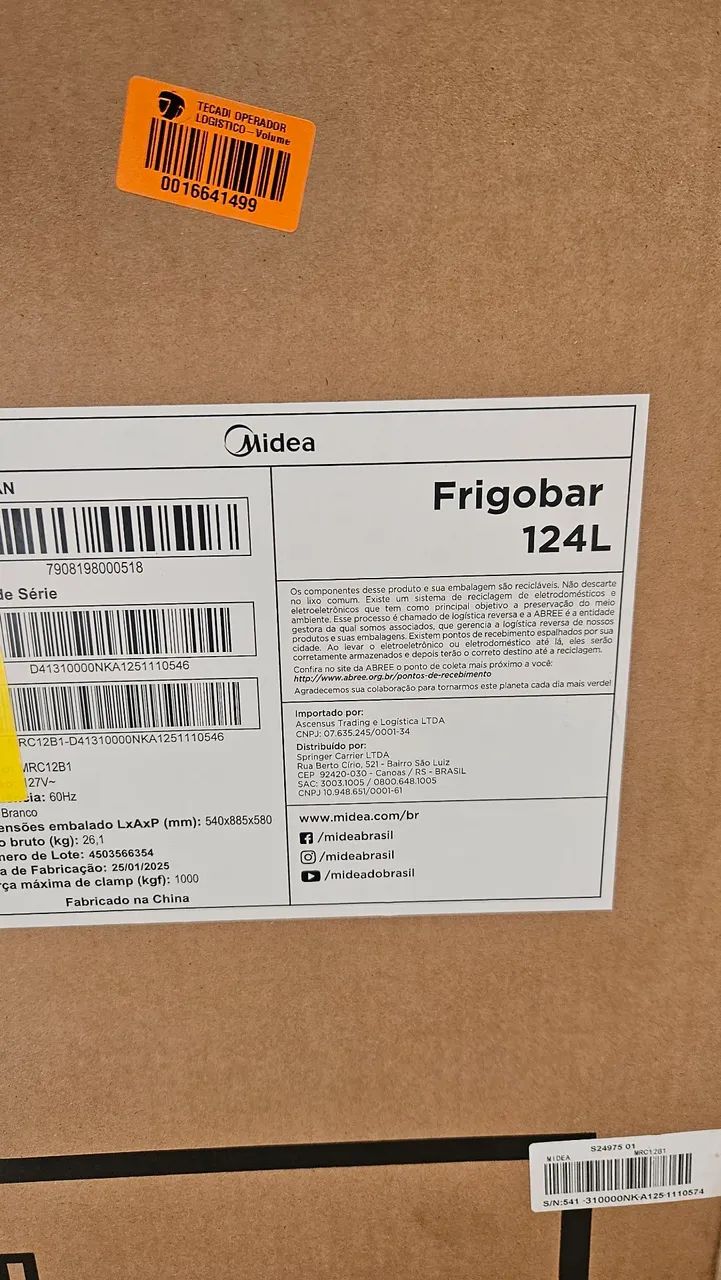 TECADI OPERADOR
LOGISTICO-Volume
0016641499
Midea
AN
7908198000518
de Série
D41310000NKA1251110546
RC12B1-D41310000NKA1251110546
MRC12B1
127V~
60Hz
Branco
ensões embalado LxAxP (mm): 540x885x580
o bruto (kg): 26,1
mero de Lote: 4503566354
a de Fabricação: 25/01/2025
rça máxima de clamp (kgf): 1000
Fabricado na China
Frigobar
124L
Os componentes desse produto e sua embalagem são recicláveis. Não descarte
no lixo comum. Existe um sistema de reciclagem de eletrodomésticos e
eletroeletrônicos que tem como principal objetivo a preservação do meio
ambiente. Esse processo é chamado de logística reversa e a ABREE é a entidade
gestora da qual somos associados, que gerencia a logística reversa de nossos
produtos e suas embalagens. Existem pontos de recebimento espalhados por sua
cidade. Ao levar o eletroeletrônico ou eletrodoméstico até lá, eles serão
corretamente armazenados e depois terão o correto destino até a reciclagem.
Confira no site da ABREE o ponto de coleta mais próximo a você:
http://www.abree.org.br/pontos-de-recebimento
Agradecemos sua colaboração para tornarmos este planeta cada dia mais verde!
Importado por:
Ascensus Trading e Logística LTDA
CNPJ: 07.635.245/0001-34
Distribuído por:
Springer Carrier LTDA
Rua Berto Círio, 521 - Bairro São Luiz
CEP 92420-030 - Canoas / RS - BRASIL
SAC: 3003.1005 / 0800.648.1005
CNPJ 10.948.651/0001-61
www.midea.com/br
/mideabrasil
/mideabrasil
/mideadobrasil
S24975 01
MIDEA MRC12B1
S/N:541 -310000NK-A125-1110574